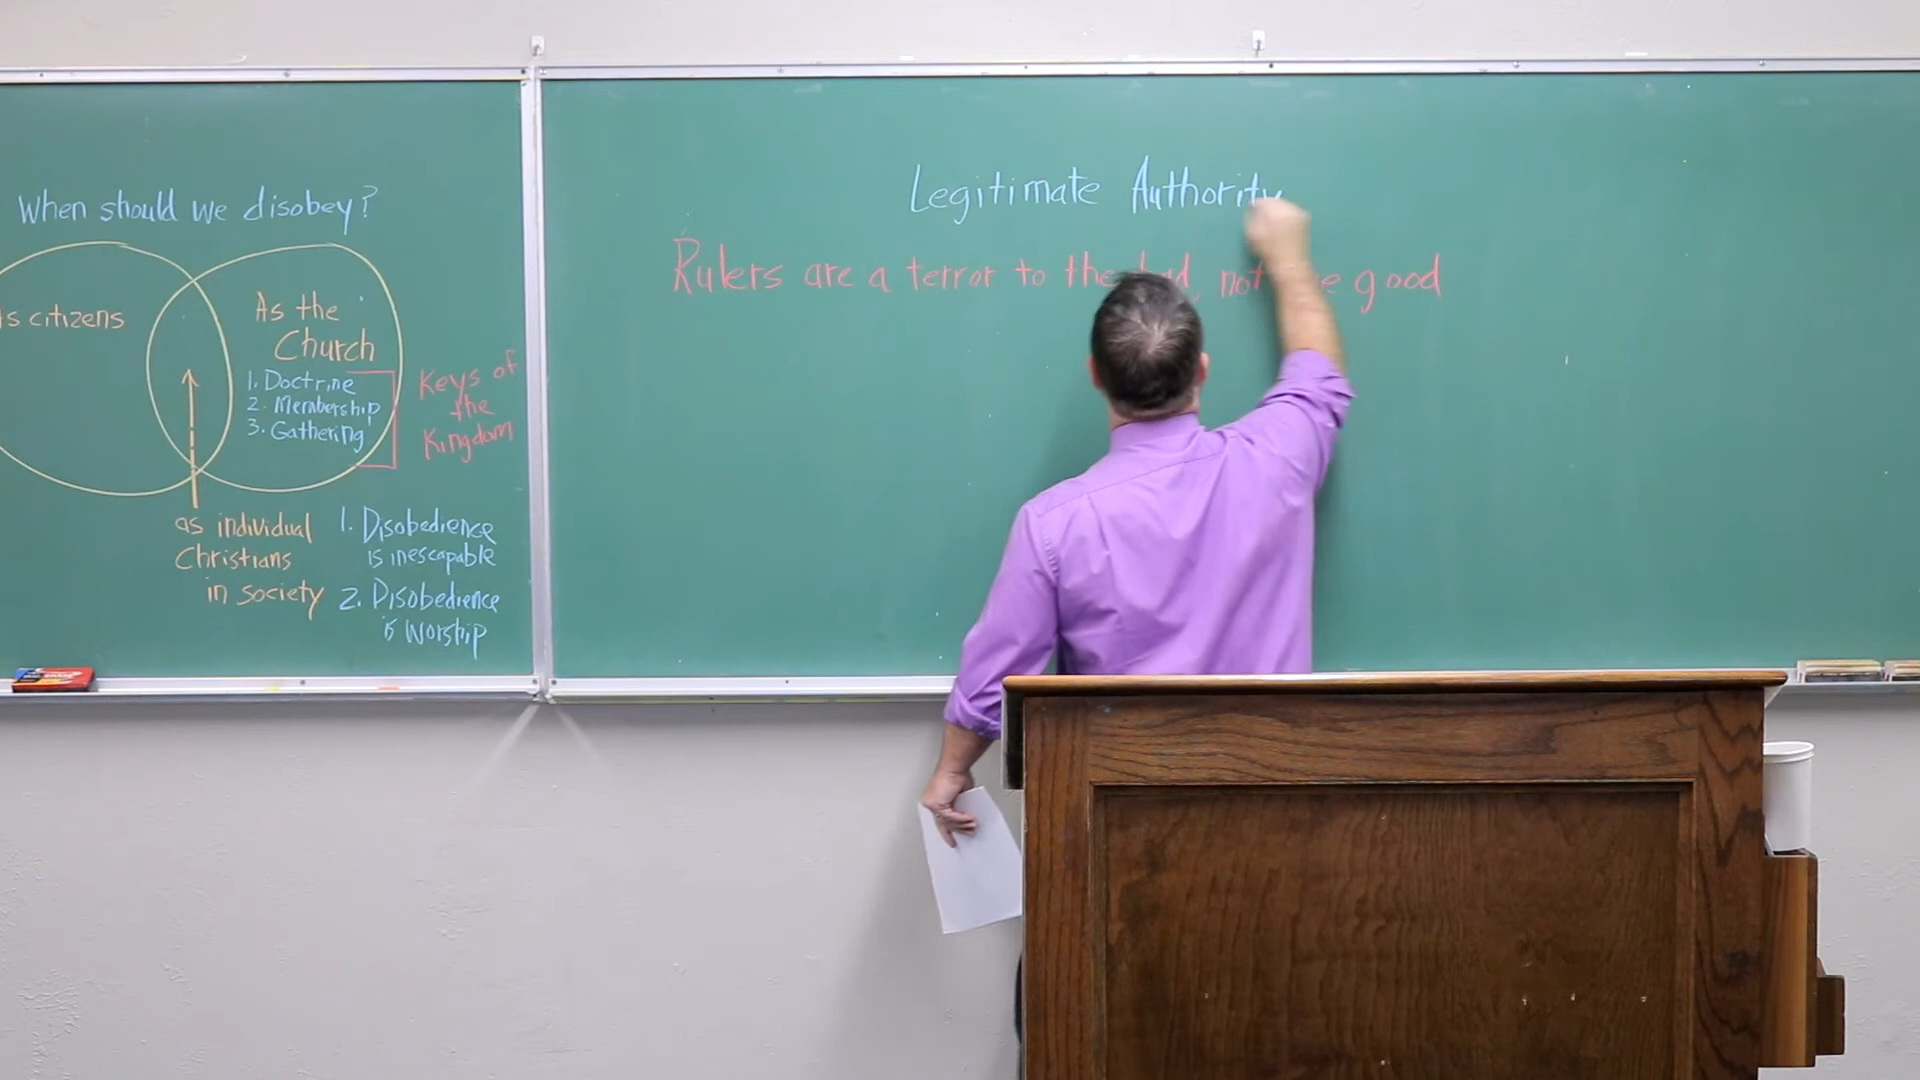 When should we disobey?
s citizens
As the
Church
1. Doctrine
2. Membership
3. Gathering
Keys of
the
Kingdom
as individual
Christians
in society
1. Disobedience
is inescapable
2. Disobedience
is worship
Legitimate Authority
Rulers are a terror to the bad, not good